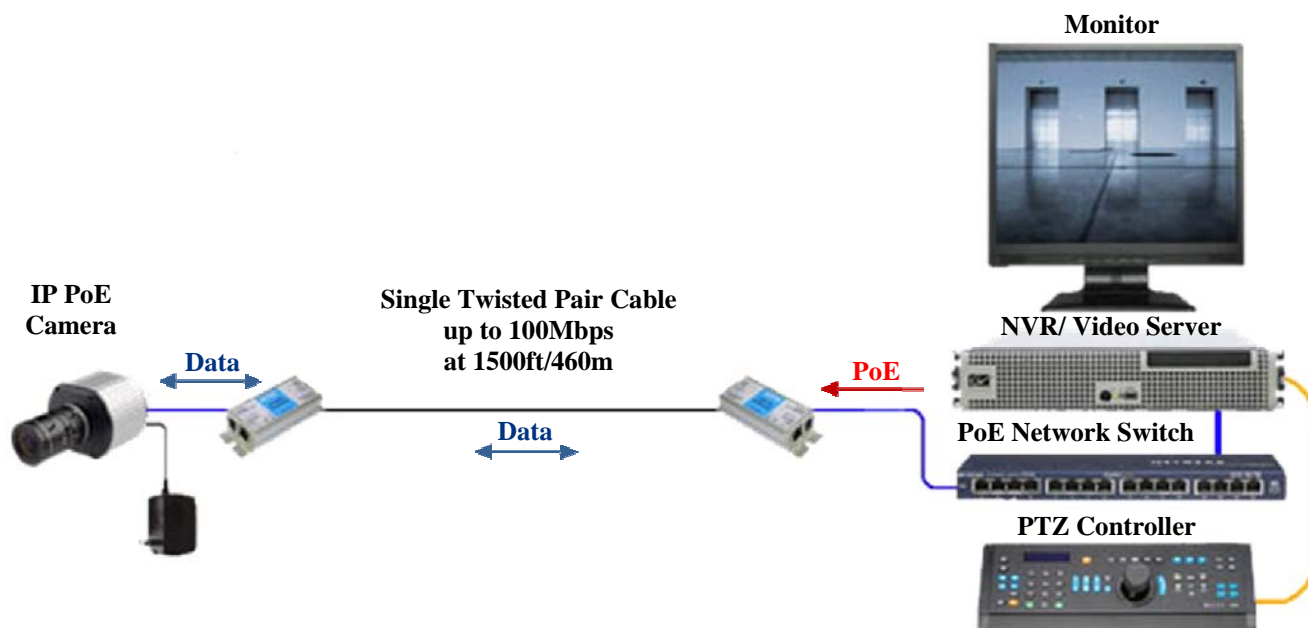 Monitor
IP PoE
Camera
Single Twisted Pair Cable
up to 100Mbps
at 1500ft/460m
NVR/ Video Server
Data
PoE
Data
PoE Network Switch
PTZ Controller